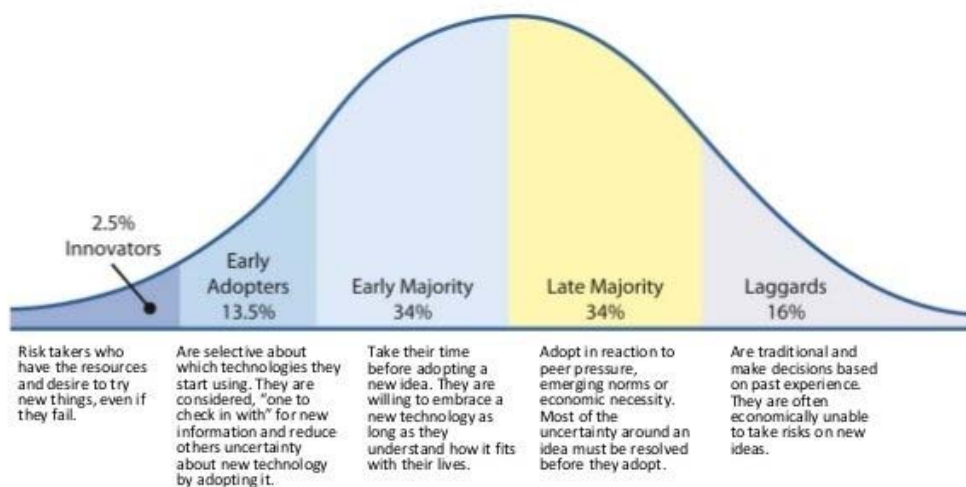 2.5%
Innovators
Early
Adopters
13.5%
Early Majority
34%
Late Majority
34%
Laggards
16%
Risk takers who
have the resources
and desire to try
new things, even if
they fail.
Are selective about
which technologies they
start using. They are
considered, "one to
check in with" for new
information and reduce
others uncertainty
about new technology
by adopting it.
Take their time
before adopting a
new idea. They are
willing to embrace a
new technology as
long as they
understand how it fits
with their lives.
Adopt in reaction to
peer pressure,
emerging norms or
economic necessity.
Most of the
uncertainty around an
idea must be resolved
before they adopt.
Are traditional and
make decisions based
on past experience.
They are often
economically unable
to take risks on new
ideas.